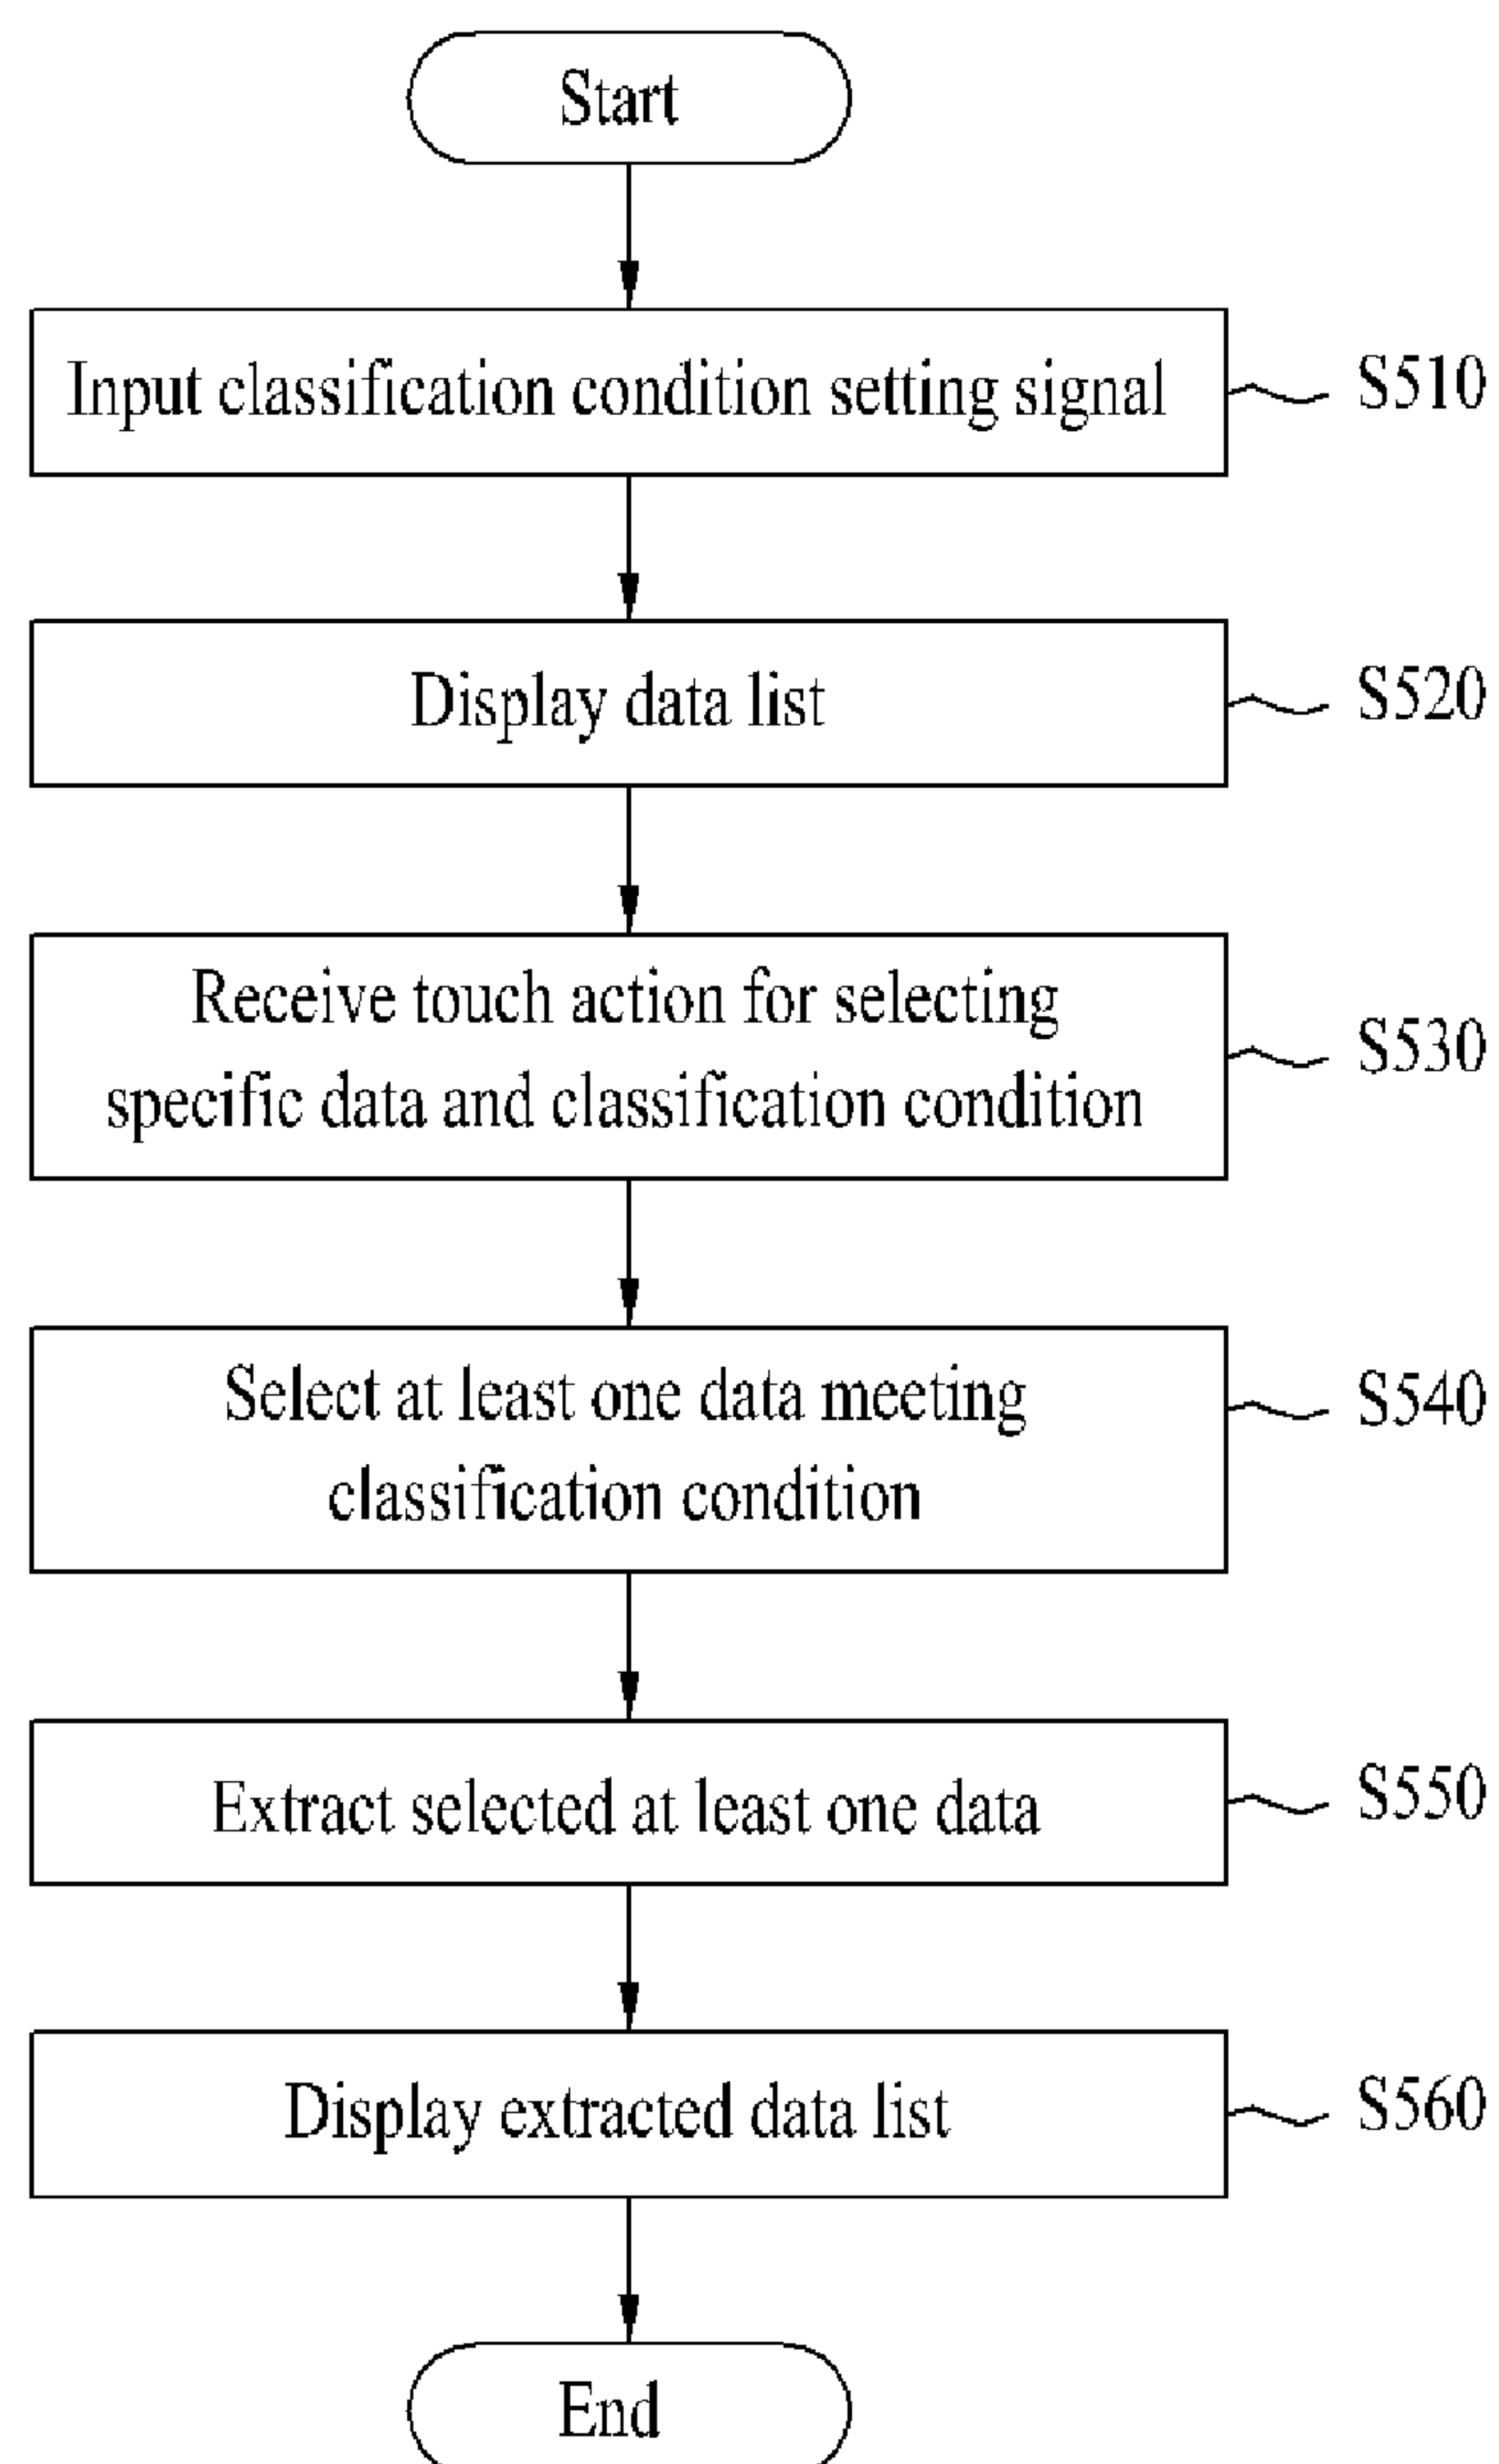 Start
Input classification condition setting signal
S510
Display data list
S520
Receive touch action for selecting
specific data and classification condition
S530
Select at least one data meeting
classification condition
S540
Extract selected at least one data
S550
Display extracted data list
S560
End